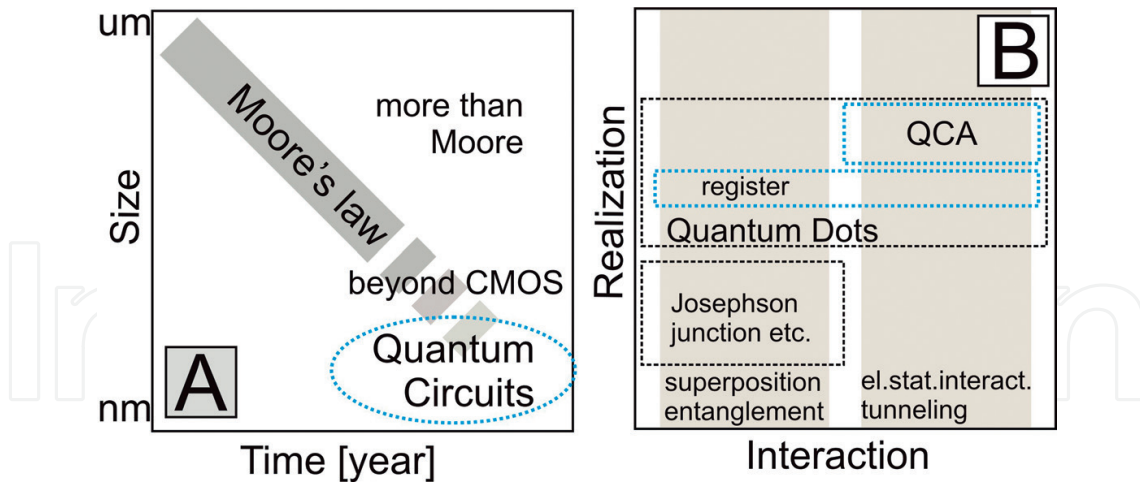 um
Moore's law
more than
Moore
Size
beyond CMOS
Quantum
Circuits
A
nm
Time [year]
B
QCA
register
Quantum Dots
Realization
Josephson
junction etc.
superposition
entanglement
el.stat.interact.
tunneling
Interaction